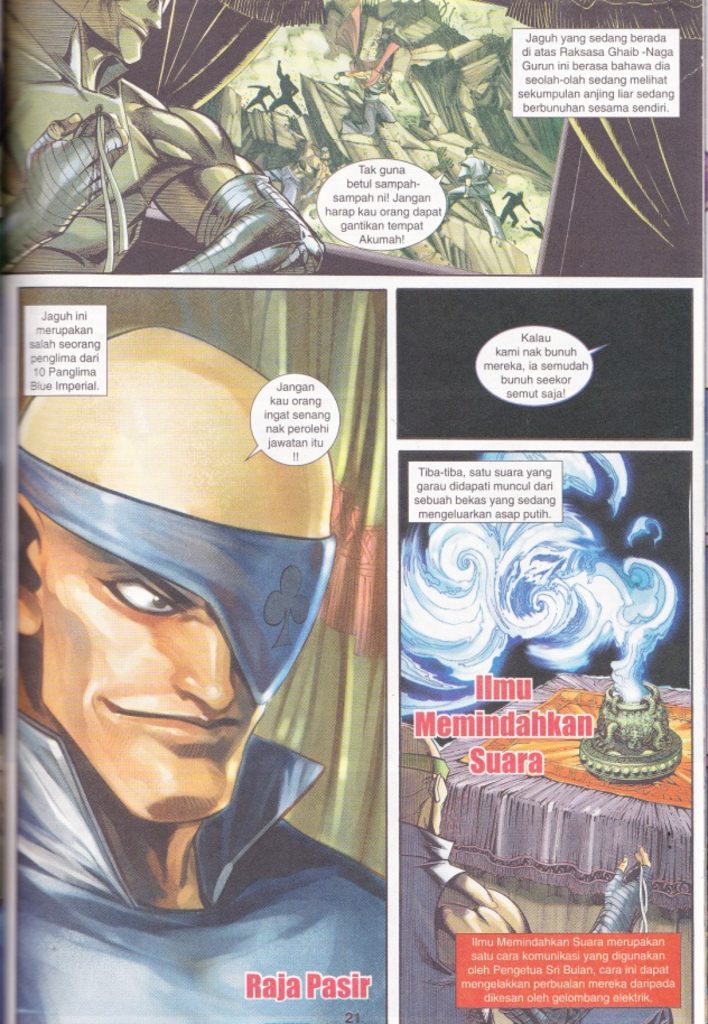 Jaguh yang sedang berada
di atas Raksasa Ghaib -Naga
Gurun ini berasa bahawa dia
seolah-olah sedang melihat
sekumpulan anjing liar sedang
berbunuhan sesama sendiri.
Tak guna
betul sampah-
sampah ni! Jangan
harap kau orang dapat
gantikan tempat
Akumah!
Jaguh ini
merupakan
salah seorang
penglima dari
10 Panglima
Blue Imperial.
Jangan
kau orang
ingat senang
nak perolehi
jawatan itu
!!
Raja Pasir
Kalau
kami nak bunuh
mereka, ia semudah
bunuh seekor
semut saja!
Tiba-tiba, satu suara yang
garau didapati muncul dari
sebuah bekas yang sedang
mengeluarkan asap putih.
Ilmu
Memindahkan
Suara
Ilmu Memindahkan Suara merupakan
satu cara komunikasi yang digunakan
oleh Pengetua Sri Bulan, cara ini dapat
mengelakkan perbualan mereka daripada
dikesan oleh gelombang elektrik.
21